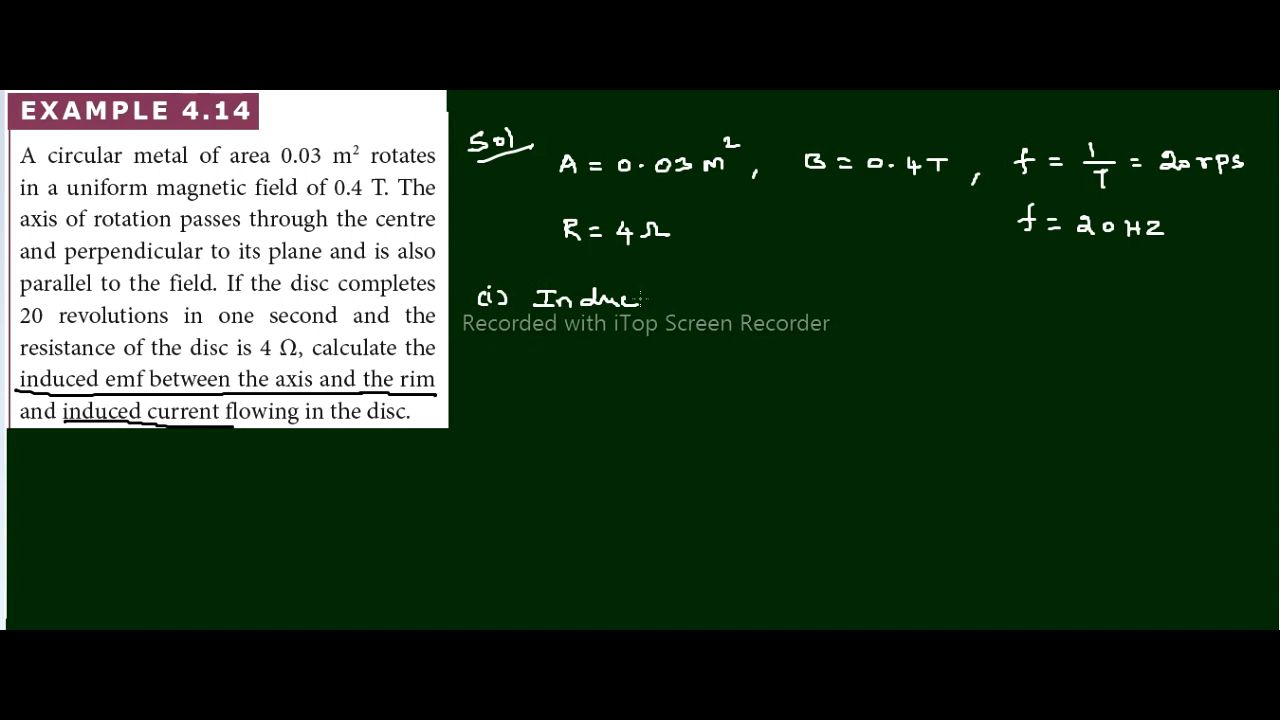 EXAMPLE 4.14
A circular metal of area 0.03 m² rotates
in a uniform magnetic field of 0.4 T. The
axis of rotation passes through the centre
and perpendicular to its plane and is also
parallel to the field. If the disc completes
20 revolutions in one second and the
resistance of the disc is 4 Ω, calculate the
induced emf between the axis and the rim
and induced current flowing in the disc.
Sol
A = 0.03 m², B = 0.4 T, f = 1/T = 20 rps
R = 4 Ω f = 20 HZ
(i) Induc
Recorded with iTop Screen Recorder